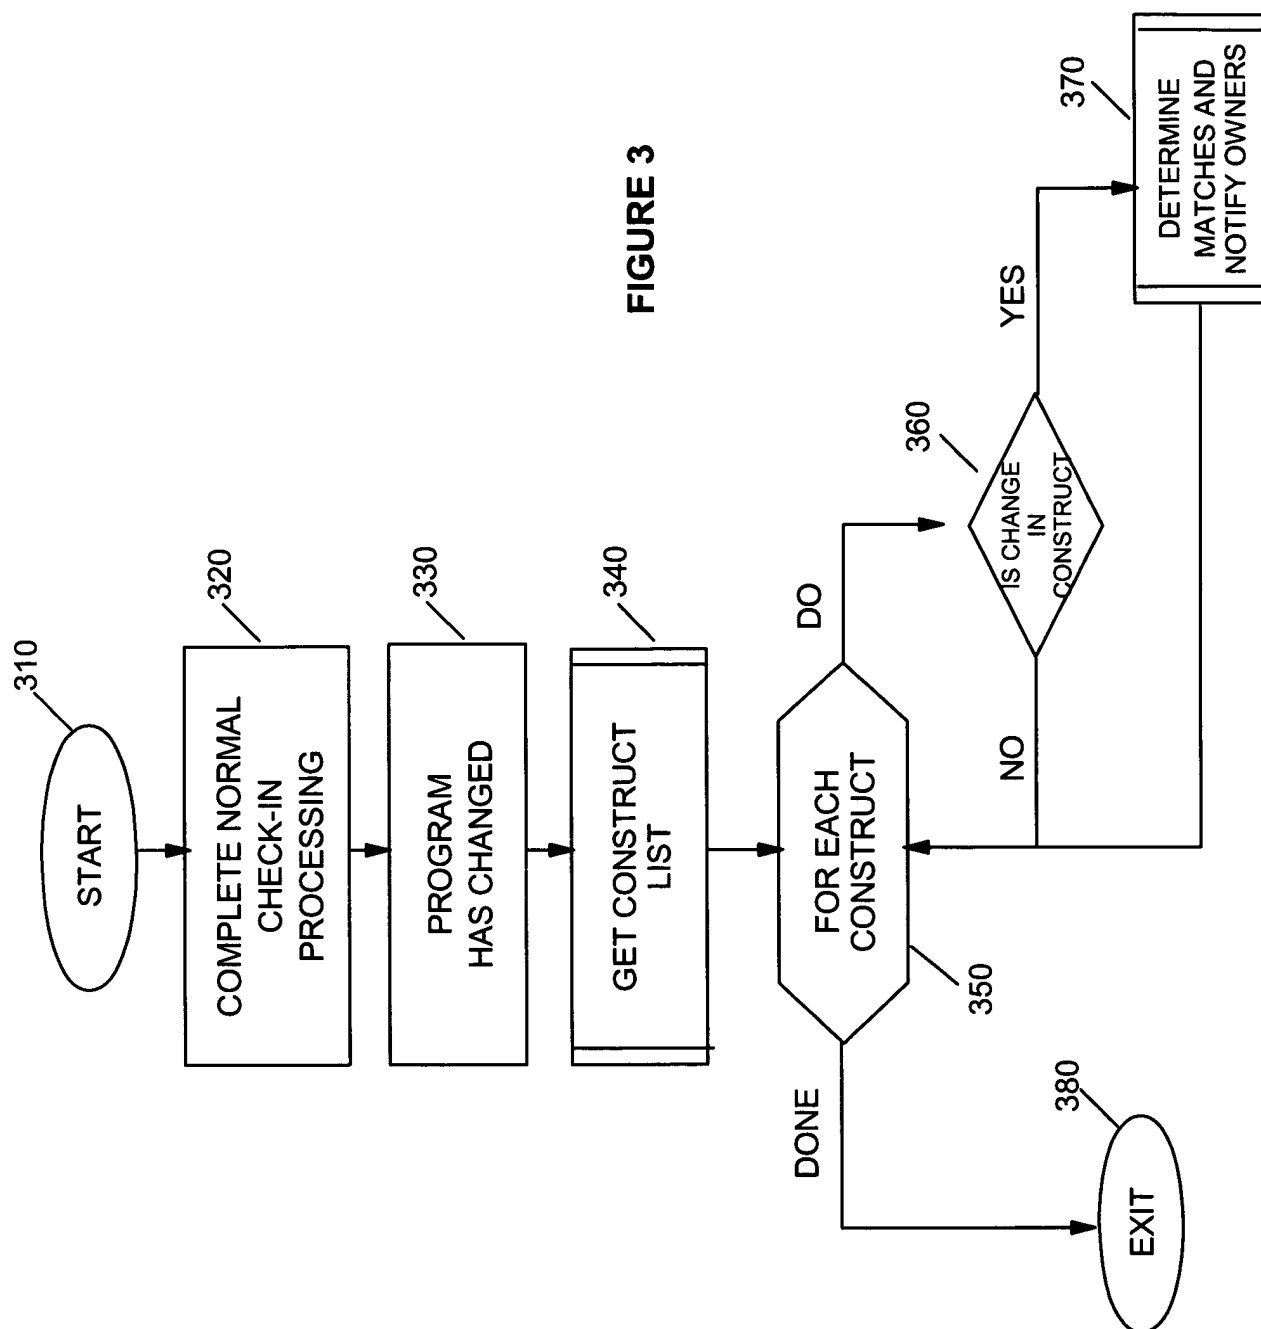 310
START
320
COMPLETE NORMAL
CHECK-IN
PROCESSING
330
PROGRAM
HAS CHANGED
340
GET CONSTRUCT
LIST
FOR EACH
CONSTRUCT
350
DO
DONE
360
IS CHANGE
IN
CONSTRUCT
YES
NO
370
DETERMINE
MATCHES AND
NOTIFY OWNERS
380
EXIT
FIGURE 3